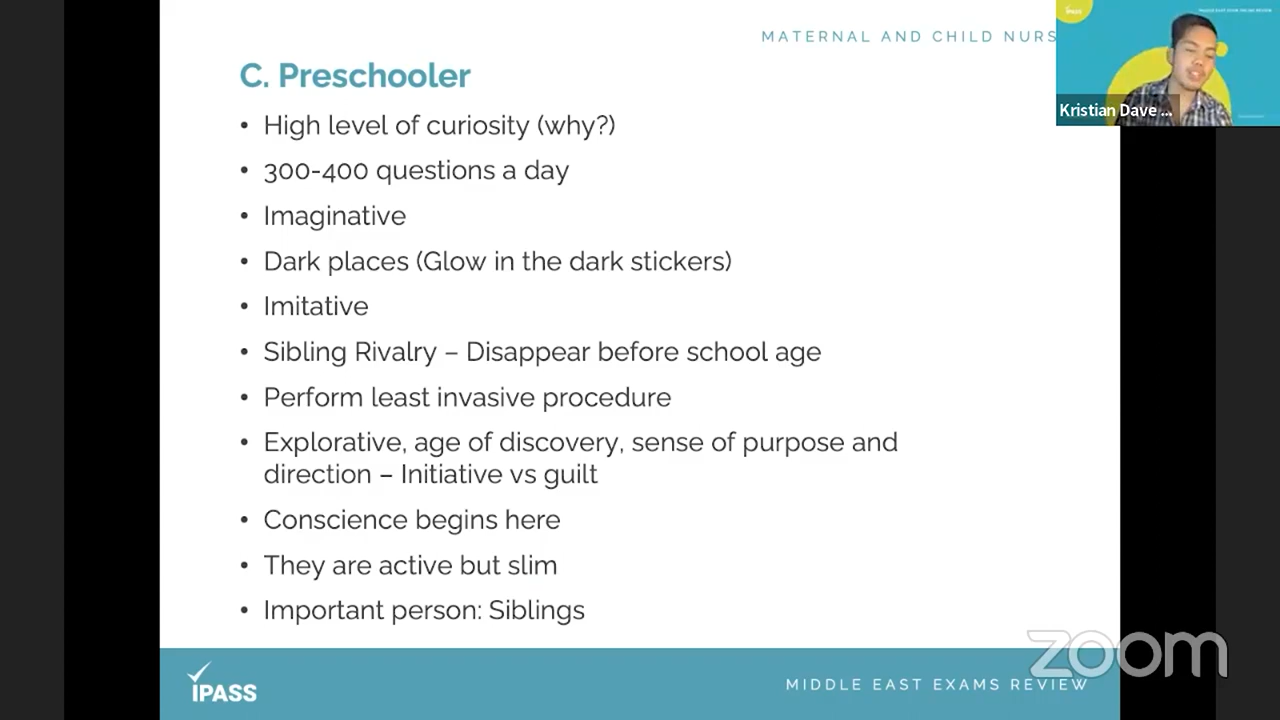 MATERNAL AND CHILD NURS
C. Preschooler
• High level of curiosity (why?)
• 300-400 questions a day
• Imaginative
• Dark places (Glow in the dark stickers)
• Imitative
• Sibling Rivalry – Disappear before school age
• Perform least invasive procedure
• Explorative, age of discovery, sense of purpose and
direction – Initiative vs guilt
• Conscience begins here
• They are active but slim
• Important person: Siblings
Kristian Dave ...
zoom
IPASS
MIDDLE EAST EXAMS REVIEW